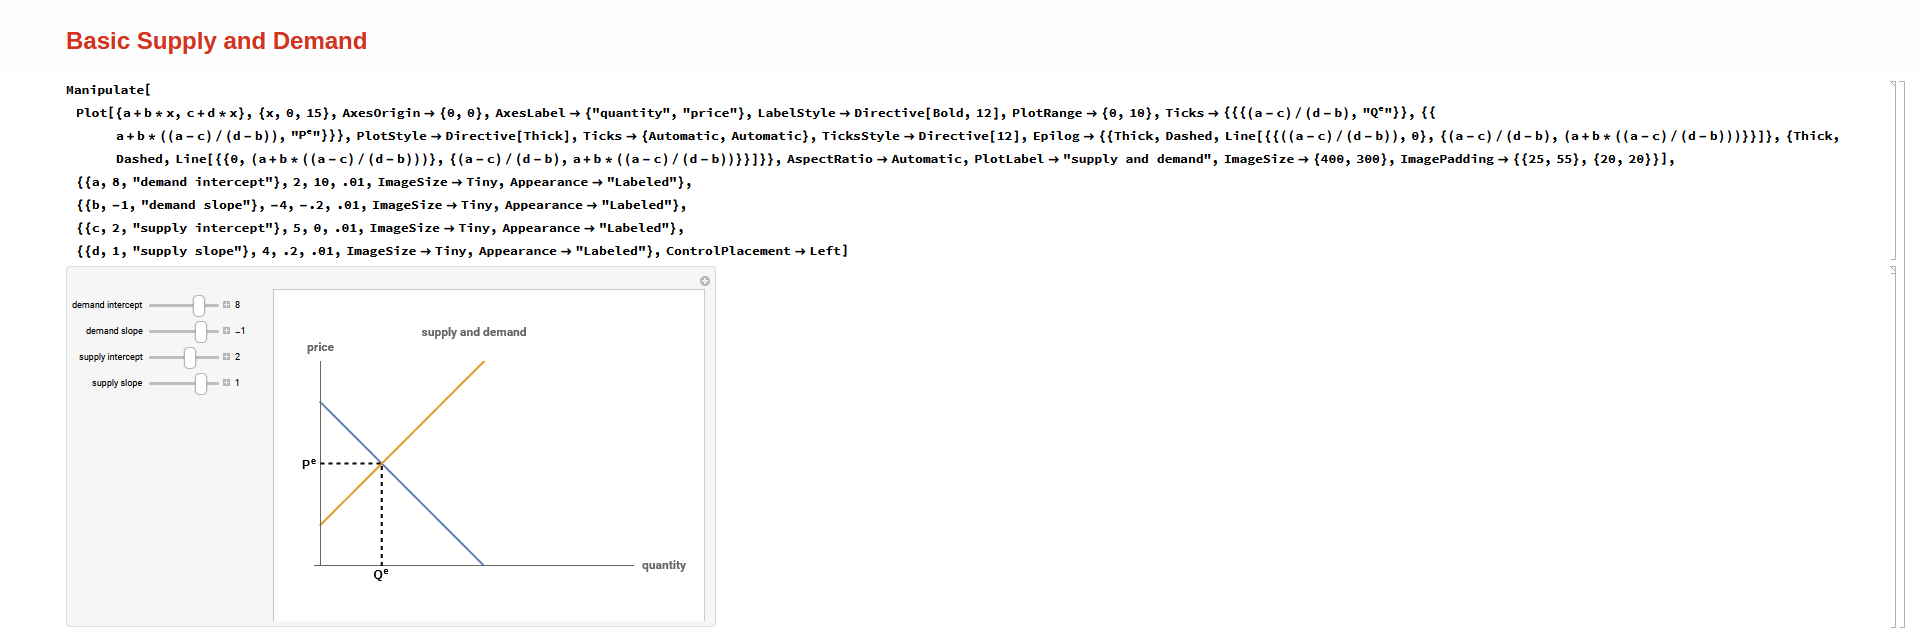 Basic Supply and Demand
Manipulate[
Plot[{a + b * x, c + d * x}, {x, 0, 15}, AxesOrigin → {0, 0}, AxesLabel → {"quantity", "price"}, LabelStyle → Directive[Bold, 12], PlotRange → {0, 10}, Ticks → {{{(a - c) / (d - b), "Qᵉ"}}, {{
a + b * ((a - c) / (d - b)), "Pᵉ"}}}, PlotStyle → Directive[Thick], Ticks → {Automatic, Automatic}, TicksStyle → Directive[12], Epilog → {{Thick, Dashed, Line[{{((a - c) / (d - b)), 0}, {(a - c) / (d - b), (a + b * ((a - c) / (d - b)))}}]}, {Thick,
Dashed, Line[{{0, (a + b * ((a - c) / (d - b)))}, {(a - c) / (d - b), a + b * ((a - c) / (d - b))}}]}}, AspectRatio → Automatic, PlotLabel → "supply and demand", ImageSize → {400, 300}, ImagePadding → {{25, 55}, {20, 20}}],
{{a, 8, "demand intercept"}, 2, 10, .01, ImageSize → Tiny, Appearance → "Labeled"},
{{b, -1, "demand slope"}, -4, -.2, .01, ImageSize → Tiny, Appearance → "Labeled"},
{{c, 2, "supply intercept"}, 5, 0, .01, ImageSize → Tiny, Appearance → "Labeled"},
{{d, 1, "supply slope"}, 4, .2, .01, ImageSize → Tiny, Appearance → "Labeled"}, ControlPlacement → Left]
demand intercept 8
demand slope -1
supply intercept 2
supply slope 1
supply and demand
price
Pᵉ
quantity
Qᵉ